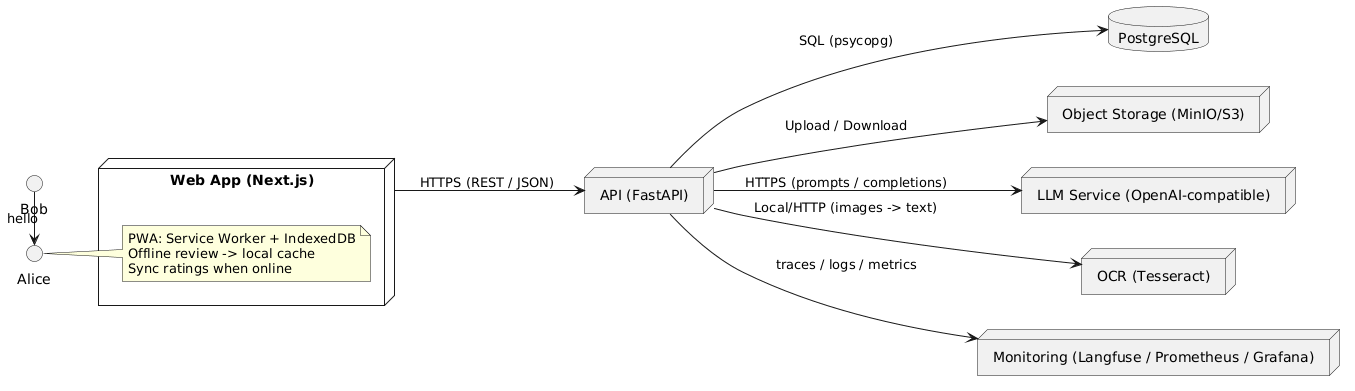 SQL (psycopg)
PostgreSQL
Upload / Download
Object Storage (MinIO/S3)
Web App (Next.js)
HTTPS (REST / JSON)
API (FastAPI)
HTTPS (prompts / completions)
LLM Service (OpenAI-compatible)
Bob
hello
Alice
PWA: Service Worker + IndexedDB
Offline review -> local cache
Sync ratings when online
Local/HTTP (images -> text)
OCR (Tesseract)
traces / logs / metrics
Monitoring (Langfuse / Prometheus / Grafana)